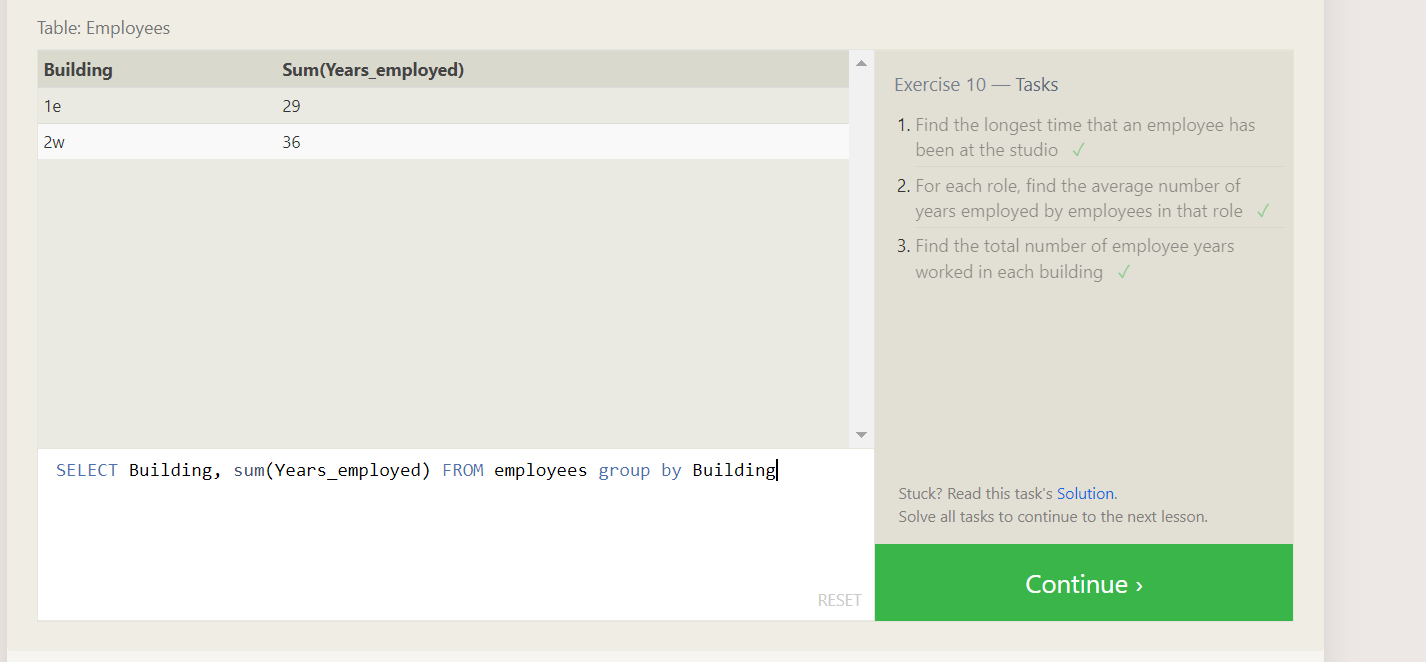 Table: Employees
Building Sum(Years_employed)
1e 29
2w 36
SELECT Building, sum(Years_employed) FROM employees group by Building
RESET
Exercise 10 — Tasks
1. Find the longest time that an employee has
been at the studio ✓
2. For each role, find the average number of
years employed by employees in that role ✓
3. Find the total number of employee years
worked in each building ✓
Stuck? Read this task's Solution.
Solve all tasks to continue to the next lesson.
Continue ›